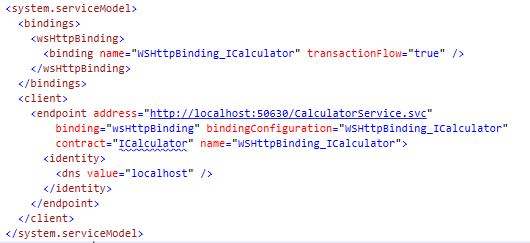 <system.serviceModel>
<bindings>
<wsHttpBinding>
<binding name="WSHttpBinding_ICalculator" transactionFlow="true" />
</wsHttpBinding>
</bindings>
<client>
<endpoint address="http://localhost:50630/CalculatorService.svc"
binding="wsHttpBinding" bindingConfiguration="WSHttpBinding_ICalculator"
contract="ICalculator" name="WSHttpBinding_ICalculator">
<identity>
<dns value="localhost" />
</identity>
</endpoint>
</client>
</system.serviceModel>